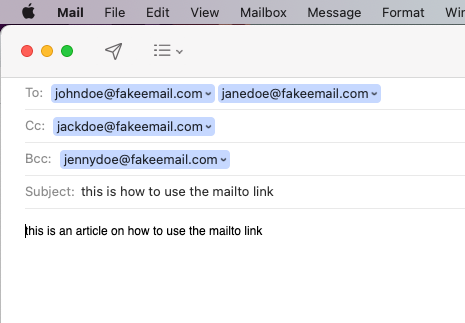 Mail File Edit View Mailbox Message Format
To: johndoe@fakeemail.com janedoe@fakeemail.com
Cc: jackdoe@fakeemail.com
Bcc: jennydoe@fakeemail.com
Subject: this is how to use the mailto link
this is an article on how to use the mailto link